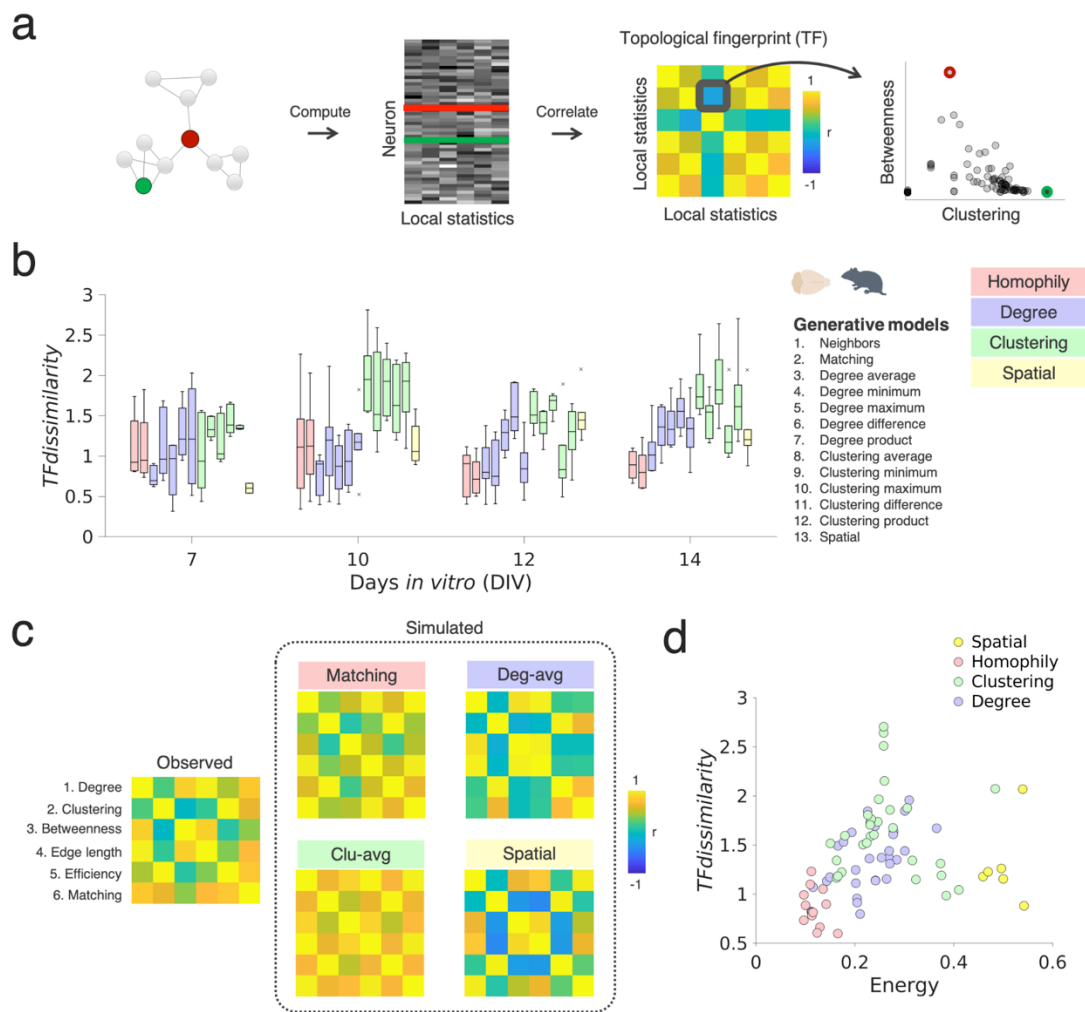 a
Compute
Neuron
Local statistics
Correlate
Topological fingerprint (TF)
Local statistics
Local statistics
1
r
-1
Betweenness
Clustering
b
TFdissimilarity
3
2.5
2
1.5
1
0.5
0
7
10
12
14
Days in vitro (DIV)
Generative models
1. Neighbors
2. Matching
3. Degree average
4. Degree minimum
5. Degree maximum
6. Degree difference
7. Degree product
8. Clustering average
9. Clustering minimum
10. Clustering maximum
11. Clustering difference
12. Clustering product
13. Spatial
Homophily
Degree
Clustering
Spatial
c
Observed
1. Degree
2. Clustering
3. Betweenness
4. Edge length
5. Efficiency
6. Matching
Simulated
Matching
Deg-avg
Clu-avg
Spatial
1
r
-1
d
Spatial
Homophily
Clustering
Degree
TFdissimilarity
3
2.5
2
1.5
1
0.5
0
0.2
0.4
0.6
Energy